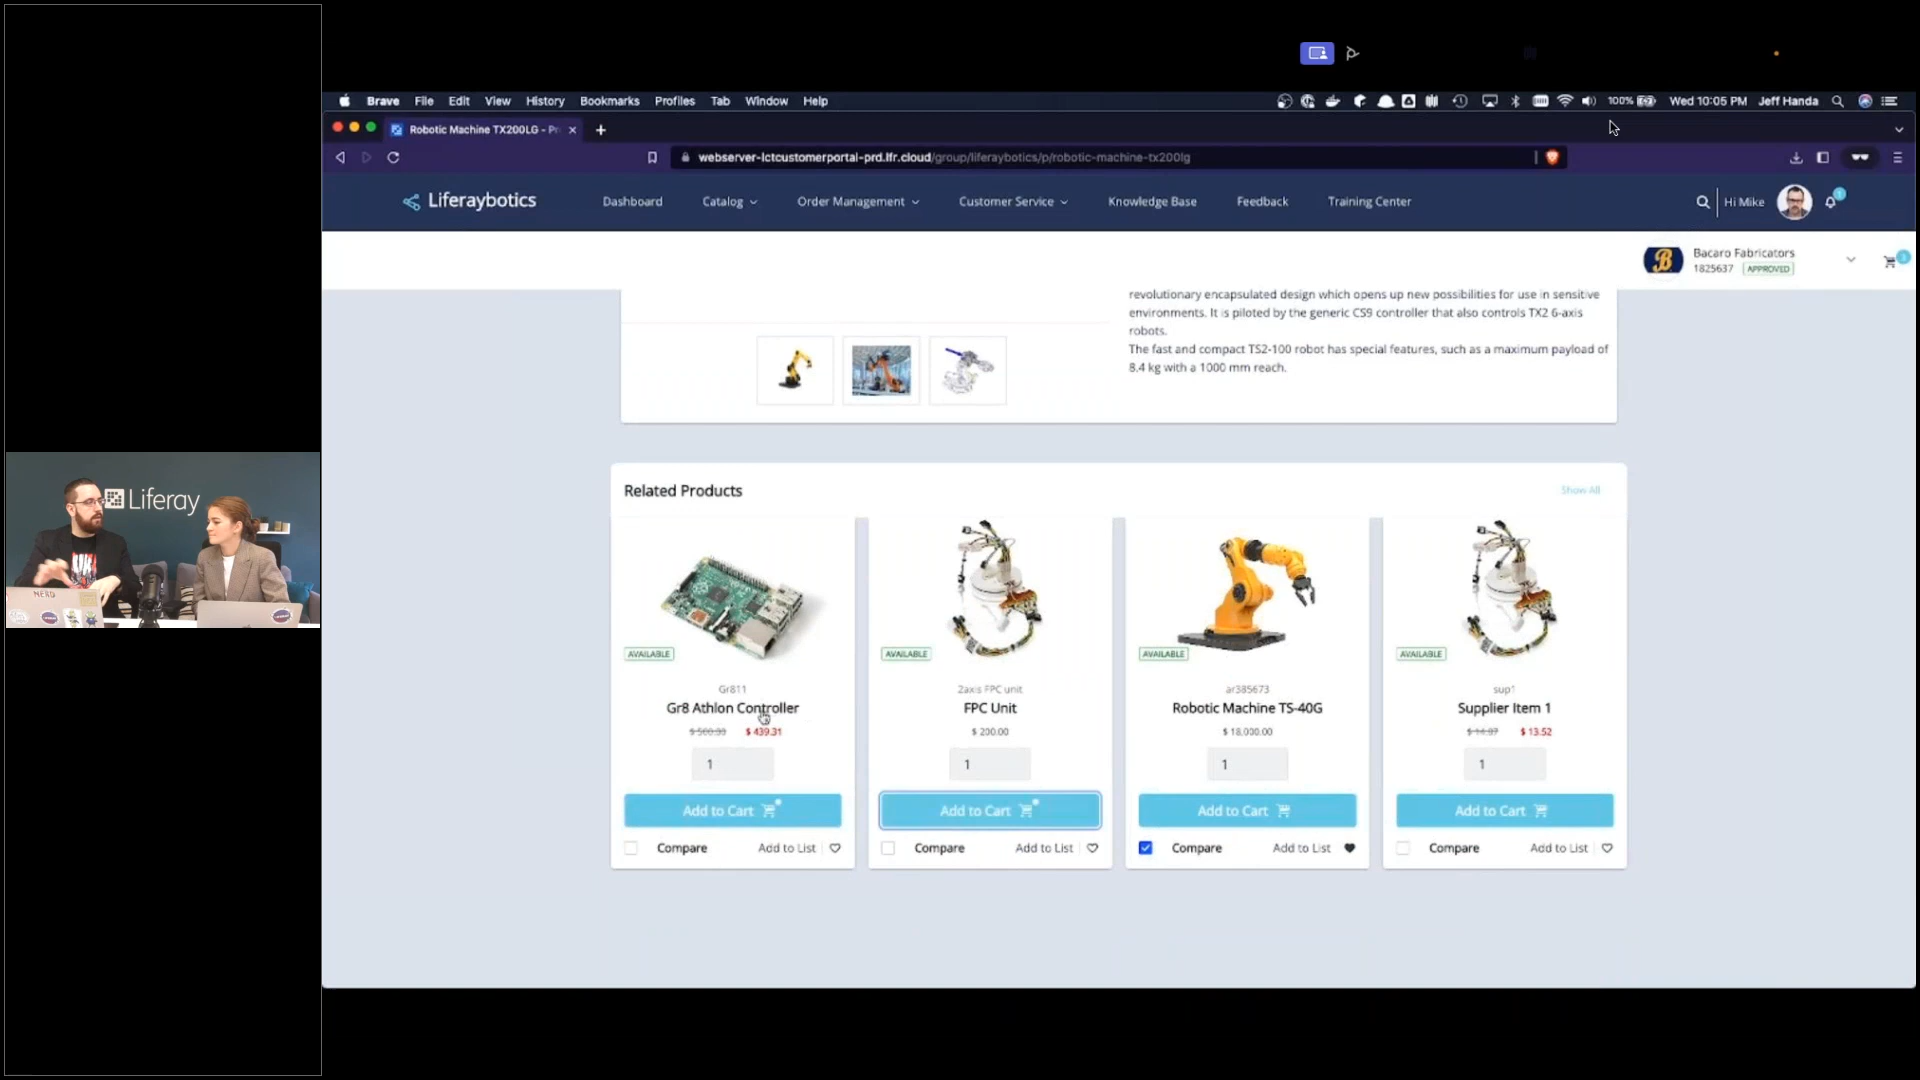 Brave File Edit View History Bookmarks Profiles Tab Window Help
100% Wed 10:05 PM Jeff Handa
Robotic Machine TX200LG - Pr
webserver-lctcustomerportal-prd.lfr.cloud/group/liferaybotics/p/robotic-machine-tx200lg
Liferaybotics Dashboard Catalog Order Management Customer Service Knowledge Base Feedback Training Center Hi Mike
Bacaro Fabricators
1825637 APPROVED
revolutionary encapsulated design which opens up new possibilities for use in sensitive
environments. It is piloted by the generic CS9 controller that also controls TX2 6-axis
robots.
The fast and compact TS2-100 robot has special features, such as a maximum payload of
8.4 kg with a 1000 mm reach.
Liferay
NERD
Related Products Show All
AVAILABLE AVAILABLE AVAILABLE AVAILABLE
Gr811 2axis FPC unit ar385673 sup1
Gr8 Athlon Controller FPC Unit Robotic Machine TS-40G Supplier Item 1
$ 500.00 $ 439.31 $ 200.00 $ 18,000.00 $ 14.87 $ 13.52
1 1 1 1
Add to Cart Add to Cart Add to Cart Add to Cart
Compare Add to List Compare Add to List Compare Add to List Compare Add to List